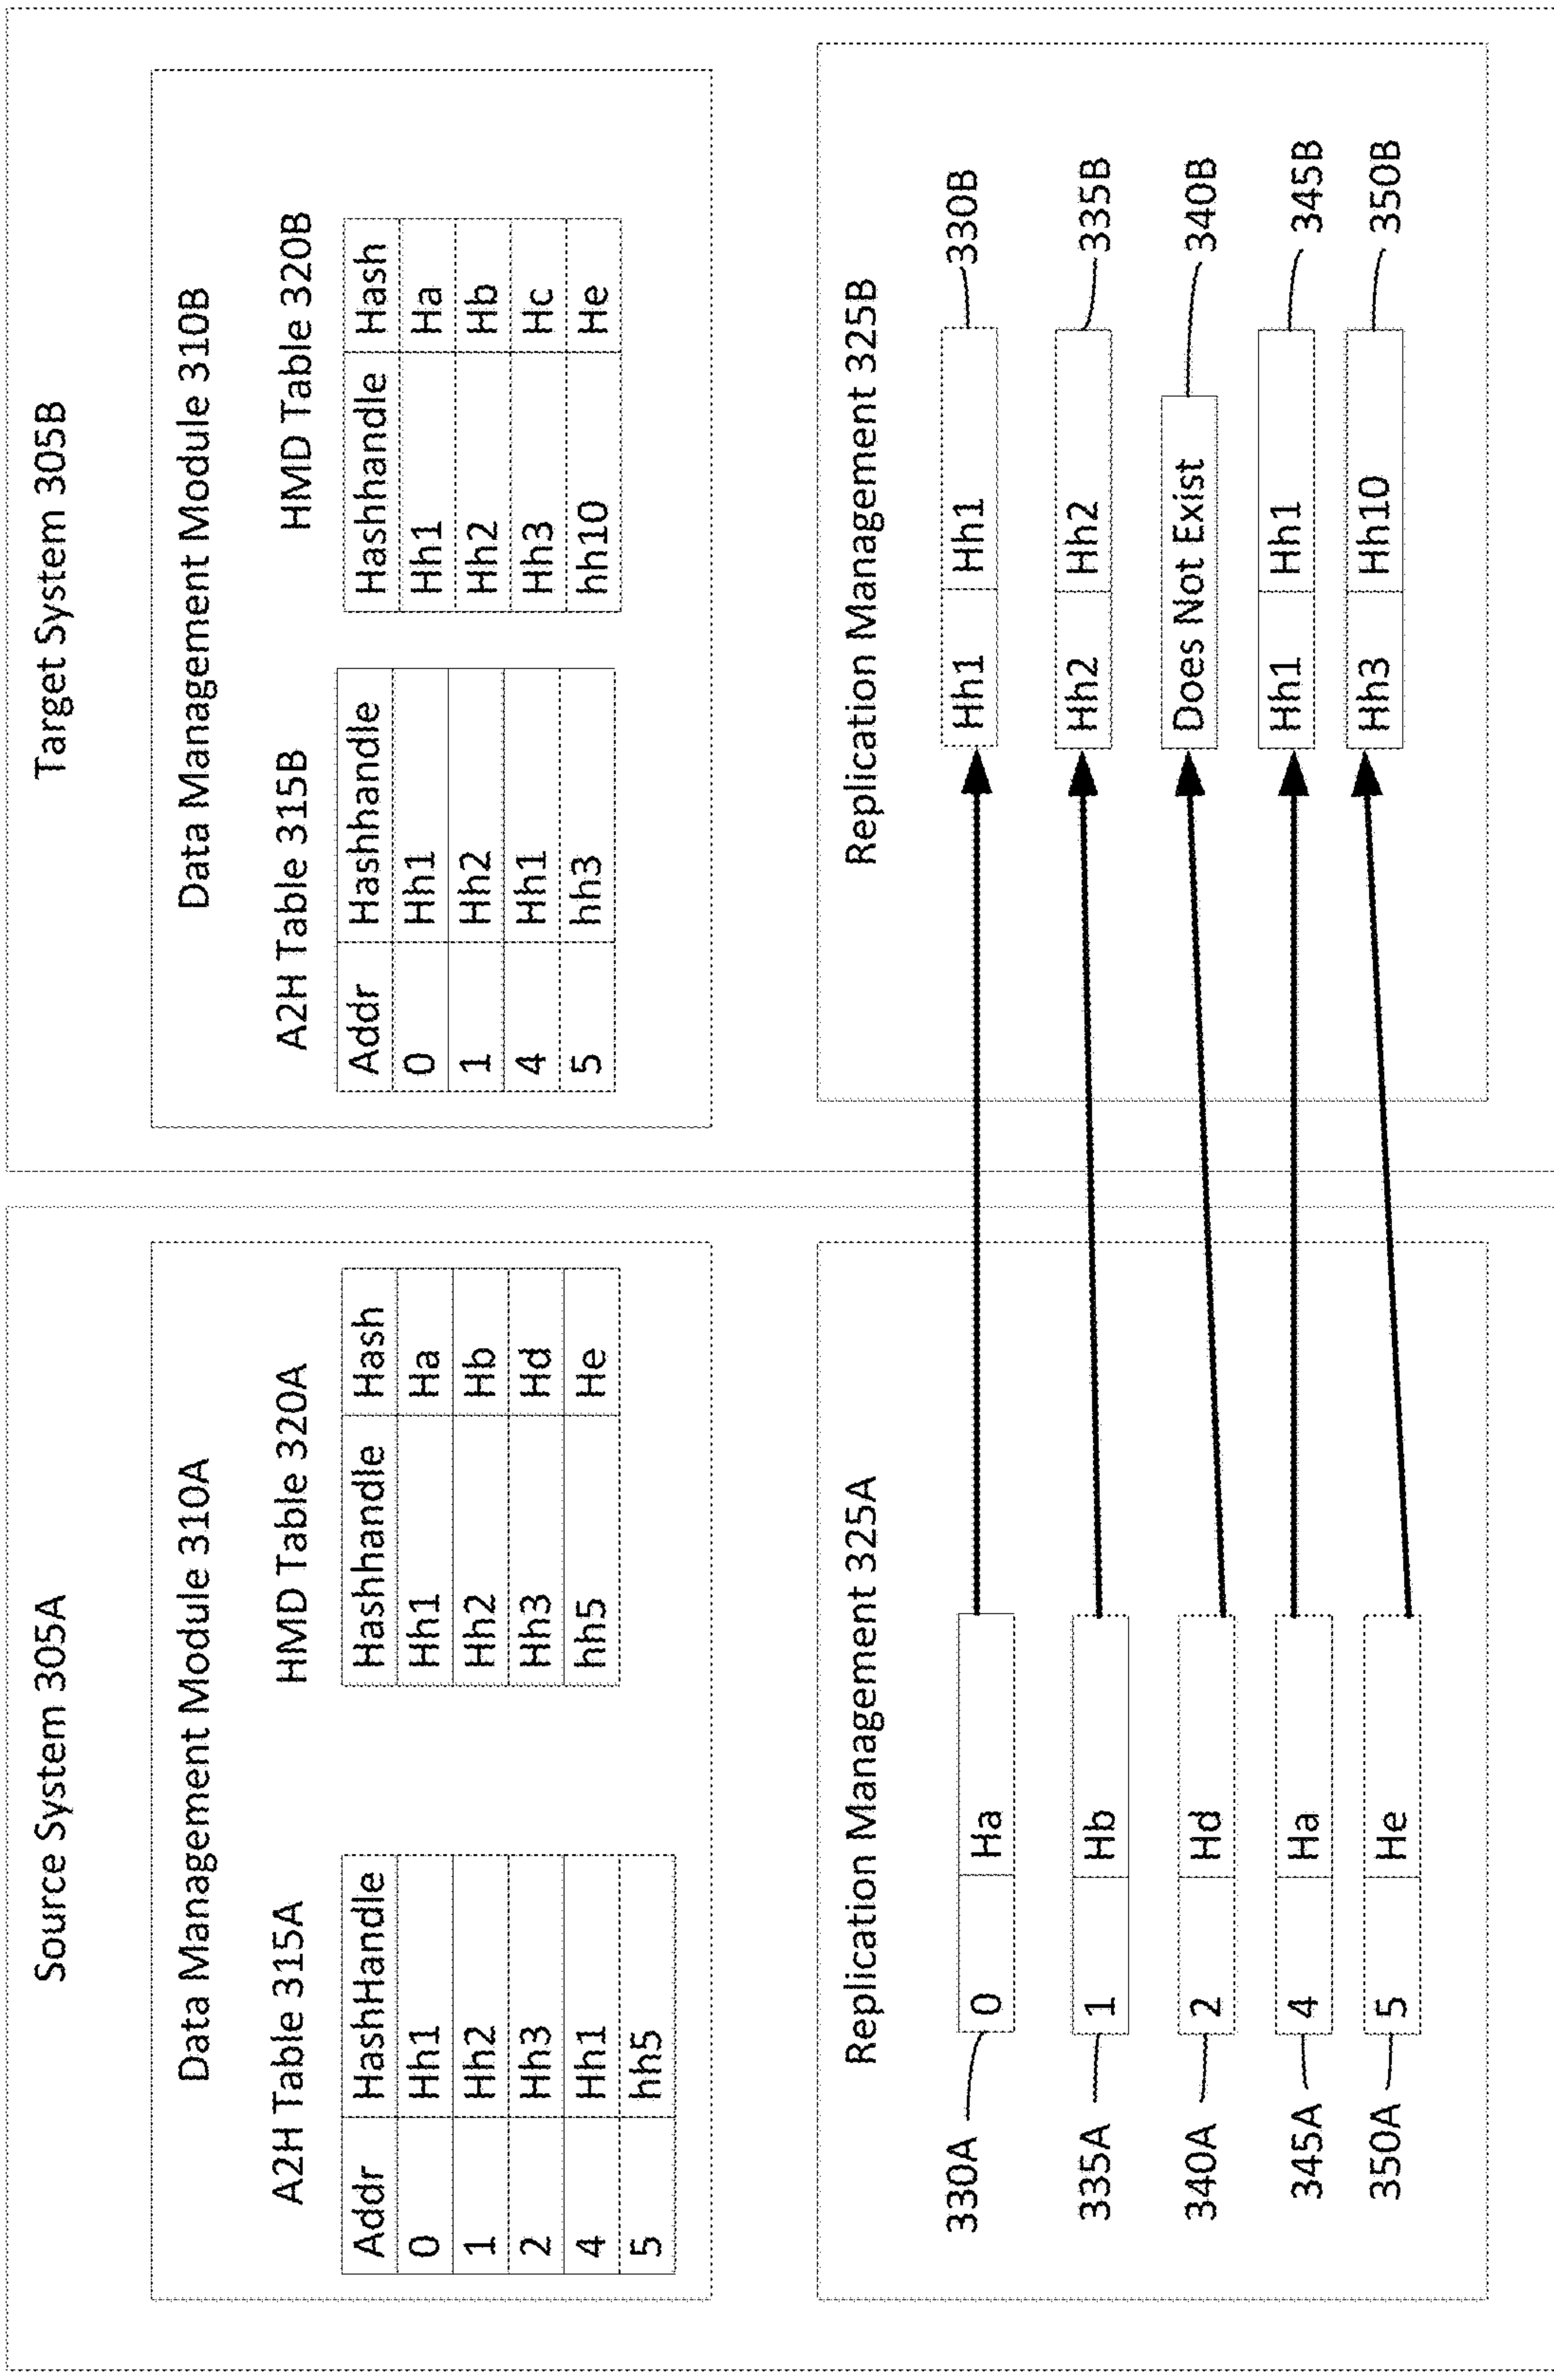 Source System 305A
Data Management Module 310A
A2H Table 315A
Addr HashHandle
0 Hh1
1 Hh2
2 Hh3
4 Hh1
5 hh5
HMD Table 320A
Hashhandle Hash
Hh1 Ha
Hh2 Hb
Hh3 Hd
hh5 He
Replication Management 325A
330A 0 Ha
335A 1 Hb
340A 2 Hd
345A 4 Ha
350A 5 He
Target System 305B
Data Management Module 310B
A2H Table 315B
Addr Hashhandle
0 Hh1
1 Hh2
4 Hh1
5 hh3
HMD Table 320B
Hashhandle Hash
Hh1 Ha
Hh2 Hb
Hh3 Hc
hh10 He
Replication Management 325B
Hh1 Hh1 330B
Hh2 Hh2 335B
Does Not Exist 340B
Hh1 Hh1 345B
Hh3 Hh10 350B